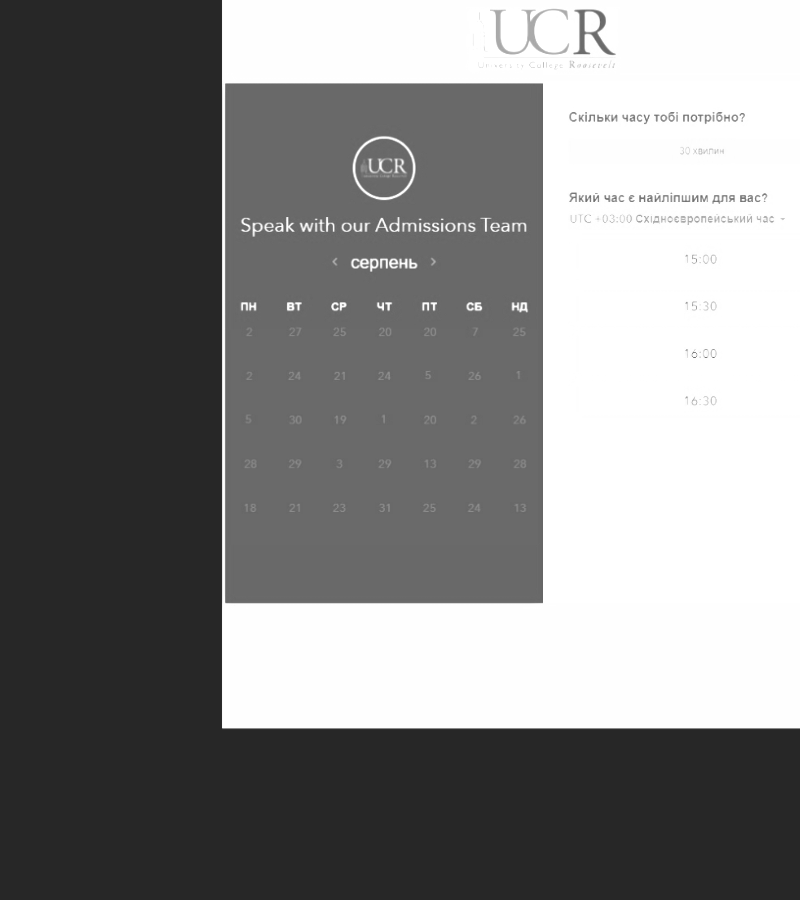 UCR
University College Roosevelt
UCR
Speak with our Admissions Team
‹ серпень ›
ПН ВТ СР ЧТ ПТ СБ НД
2 27 25 20 20 7 25
2 24 21 24 5 26 1
5 30 19 1 20 2 26
28 29 3 29 13 29 28
18 21 23 31 25 24 13
Скільки часу тобі потрібно?
30 хвилин
Який час є найліпшим для вас?
UTC +03:00 Східноєвропейський час
15:00
15:30
16:00
16:30